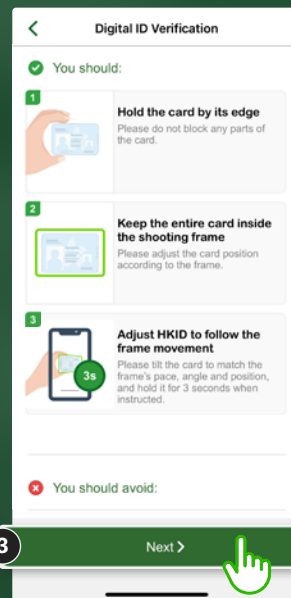 Digital ID Verification
You should:
1
Hold the card by its edge
Please do not block any parts of
the card.
2
Keep the entire card inside
the shooting frame
Please adjust the card position
according to the frame.
3
Adjust HKID to follow the
frame movement
Please tilt the card to match the
frame's pace, angle and position,
and hold it for 3 seconds when
instructed.
3s
You should avoid:
3
Next